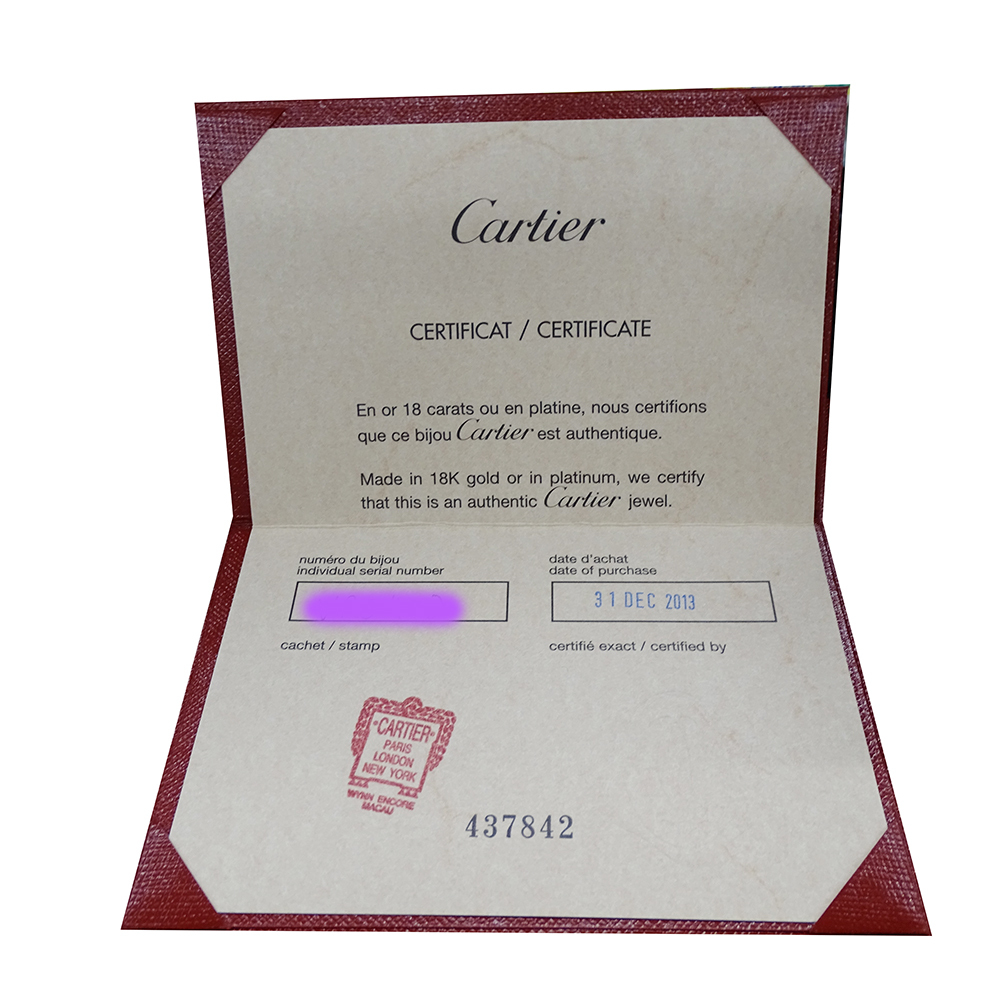 Cartier
CERTIFICAT / CERTIFICATE
En or 18 carats ou en platine, nous certifions
que ce bijou Cartier est authentique.
Made in 18K gold or in platinum, we certify
that this is an authentic Cartier jewel.
numéro du bijou
individual serial number
date d'achat
date of purchase
31 DEC 2013
cachet / stamp
certifié exact / certified by
CARTIER
PARIS
LONDON
NEW YORK
WYNN ENCORE
MACAU
437842